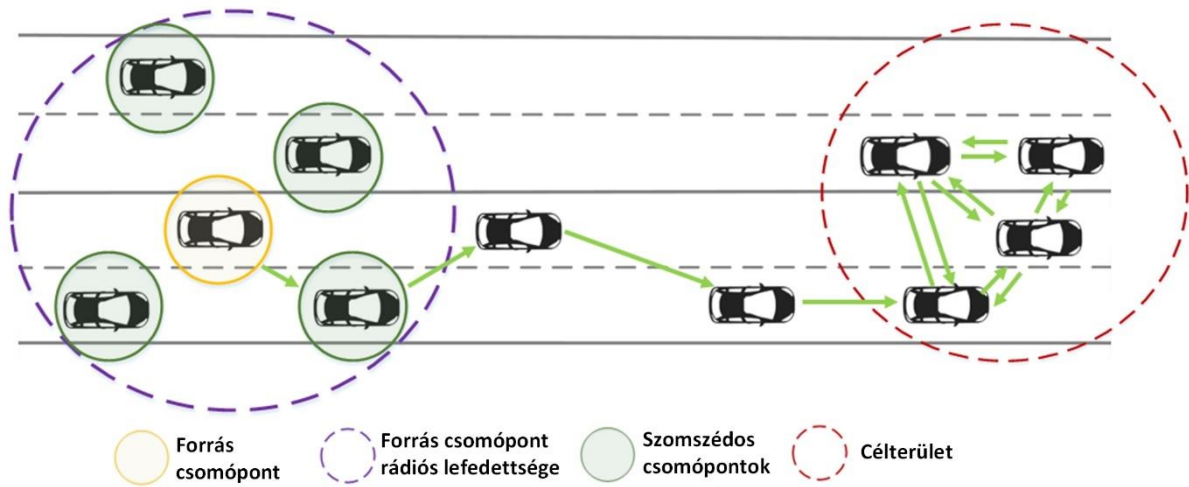 Forrás
csomópont
Forrás csomópont
rádiós lefedettsége
Szomszédos
csomópontok
Célterület